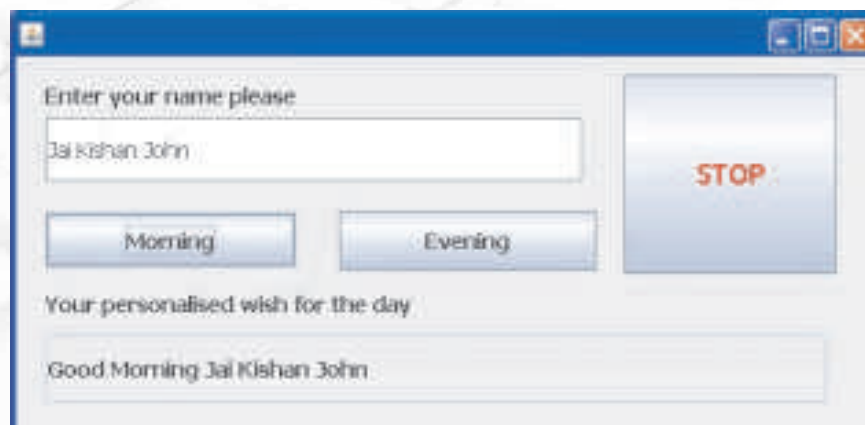 Enter your name please
Jai Kishan John
STOP
Morning
Evening
Your personalised wish for the day
Good Morning Jai Kishan John